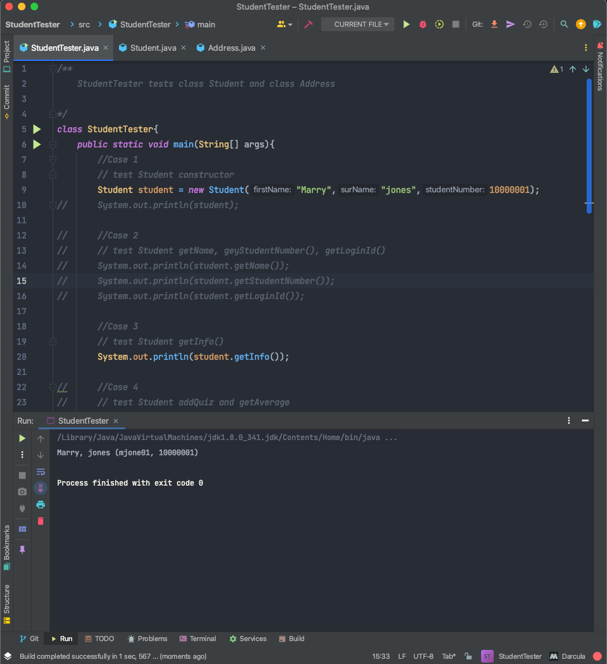 StudentTester – StudentTester.java
StudentTester > src > StudentTester > main
CURRENT FILE
Git:
StudentTester.java × Student.java × Address.java ×
Project
Commit
Notifications
1 /**
2 StudentTester tests class Student and class Address
3
4 */
5 class StudentTester{
6 public static void main(String[] args){
7 //Case 1
8 // test Student constructor
9 Student student = new Student( firstName: "Marry", surName: "jones", studentNumber: 10000001);
10 // System.out.println(student);
11
12 // //Case 2
13 // // test Student getName, geyStudentNumber(), getLoginId()
14 // System.out.println(student.getName());
15 // System.out.println(student.getStudentNumber());
16 // System.out.println(student.getLoginId());
17
18 //Case 3
19 // test Student getInfo()
20 System.out.println(student.getInfo());
21
22 // //Case 4
23 // // test Student addQuiz and getAverage
1
Run: StudentTester ×
/Library/Java/JavaVirtualMachines/jdk1.8.0_341.jdk/Contents/Home/bin/java ...
Marry, jones (mjone01, 10000001)
Process finished with exit code 0
Bookmarks
Structure
Git Run TODO Problems Terminal Services Build
Build completed successfully in 1 sec, 567 ... (moments ago) 15:33 LF UTF-8 Tab* ST StudentTester Darcula